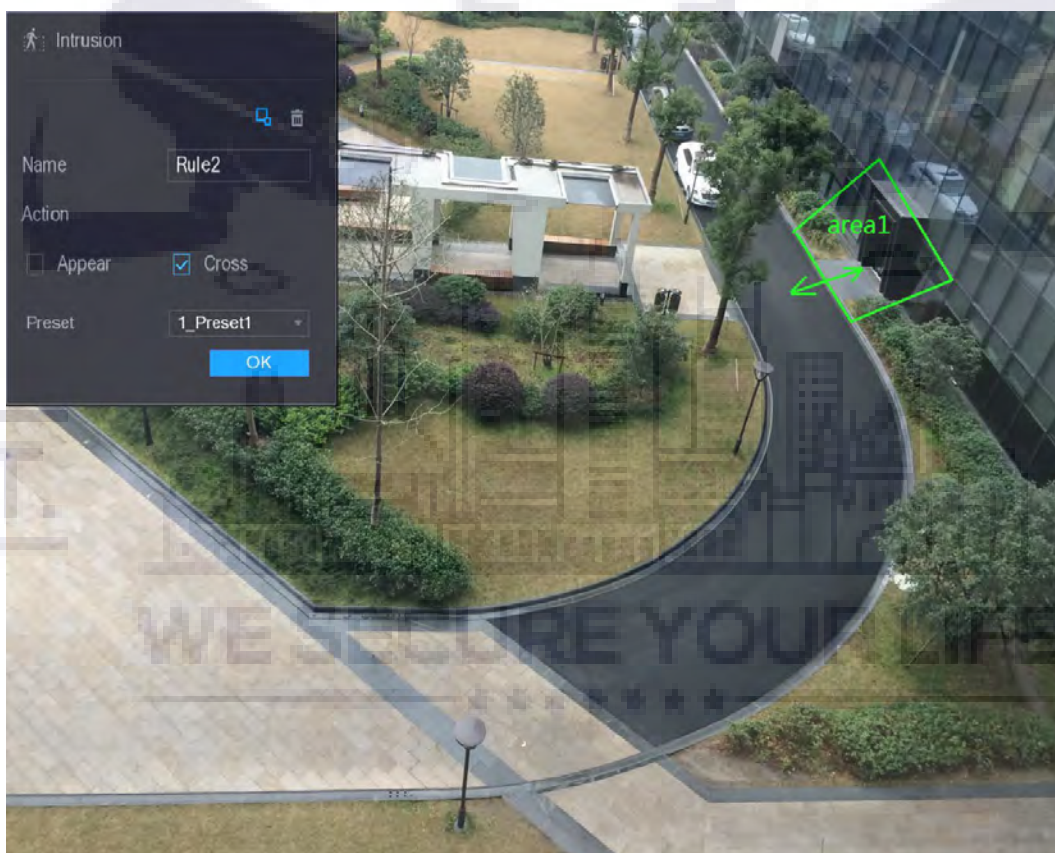 Intrusion
Name Rule2
Action
Appear Cross
Preset 1_Preset1
OK
area1
WE SECURE YOUR LIFE